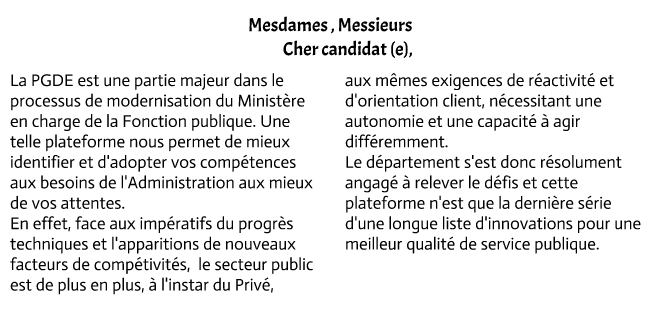 Mesdames , Messieurs
Cher candidat (e),
La PGDE est une partie majeur dans le
processus de modernisation du Ministère
en charge de la Fonction publique. Une
telle plateforme nous permet de mieux
identifier et d'adopter vos compétences
aux besoins de l'Administration aux mieux
de vos attentes.
En effet, face aux impératifs du progrès
techniques et l'apparitions de nouveaux
facteurs de compétivités, le secteur public
est de plus en plus, à l'instar du Privé,
aux mêmes exigences de réactivité et
d'orientation client, nécessitant une
autonomie et une capacité à agir
différemment.
Le département s'est donc résolument
angagé à relever le défis et cette
plateforme n'est que la dernière série
d'une longue liste d'innovations pour une
meilleur qualité de service publique.